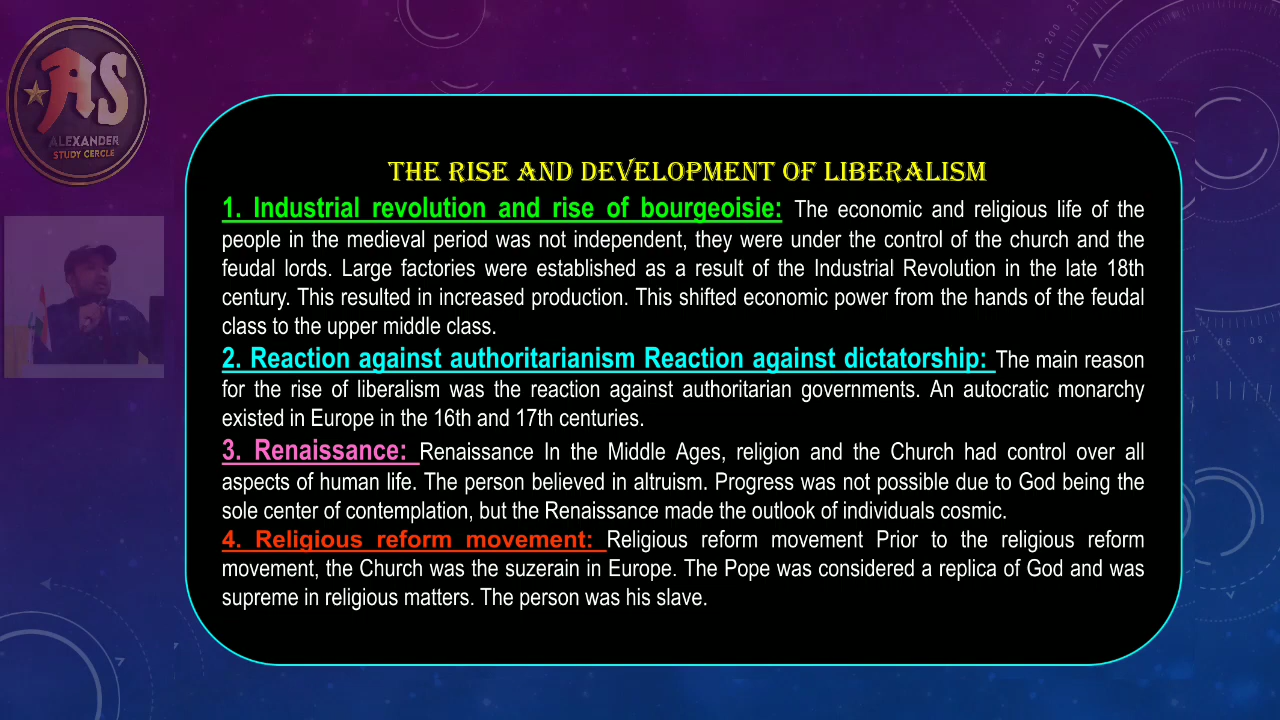 AS
ALEXANDER
STUDY CERCLE
THE RISE AND DEVELOPMENT OF LIBERALISM
1. Industrial revolution and rise of bourgeoisie: The economic and religious life of the
people in the medieval period was not independent, they were under the control of the church and the
feudal lords. Large factories were established as a result of the Industrial Revolution in the late 18th
century. This resulted in increased production. This shifted economic power from the hands of the feudal
class to the upper middle class.
2. Reaction against authoritarianism Reaction against dictatorship: The main reason
for the rise of liberalism was the reaction against authoritarian governments. An autocratic monarchy
existed in Europe in the 16th and 17th centuries.
3. Renaissance: Renaissance In the Middle Ages, religion and the Church had control over all
aspects of human life. The person believed in altruism. Progress was not possible due to God being the
sole center of contemplation, but the Renaissance made the outlook of individuals cosmic.
4. Religious reform movement: Religious reform movement Prior to the religious reform
movement, the Church was the suzerain in Europe. The Pope was considered a replica of God and was
supreme in religious matters. The person was his slave.